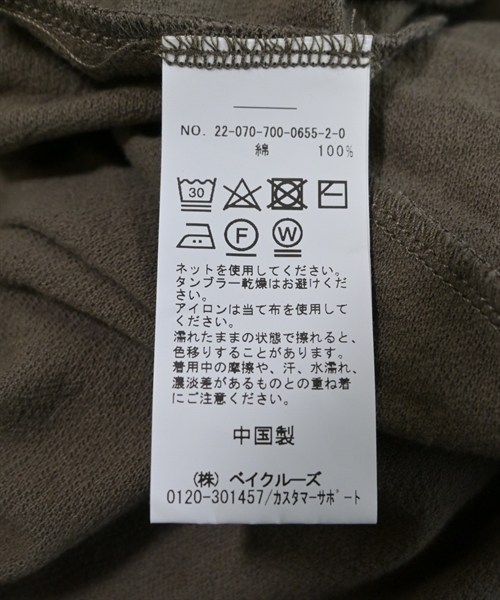 NO. 22-070-700-0655-2-0
綿 100%
30
F W
ネットを使用してください。
タンブラー乾燥はお避けくださ
い。
アイロンは当て布を使用して
ください。
濡れたままの状態で擦れると、
色移りすることがあります。
着用中の摩擦や、汗、水濡れ、
濃淡差があるものとの重ね着
にご注意ください。
中国製
(株) ベイクルーズ
0120-301457/カスタマーサポート